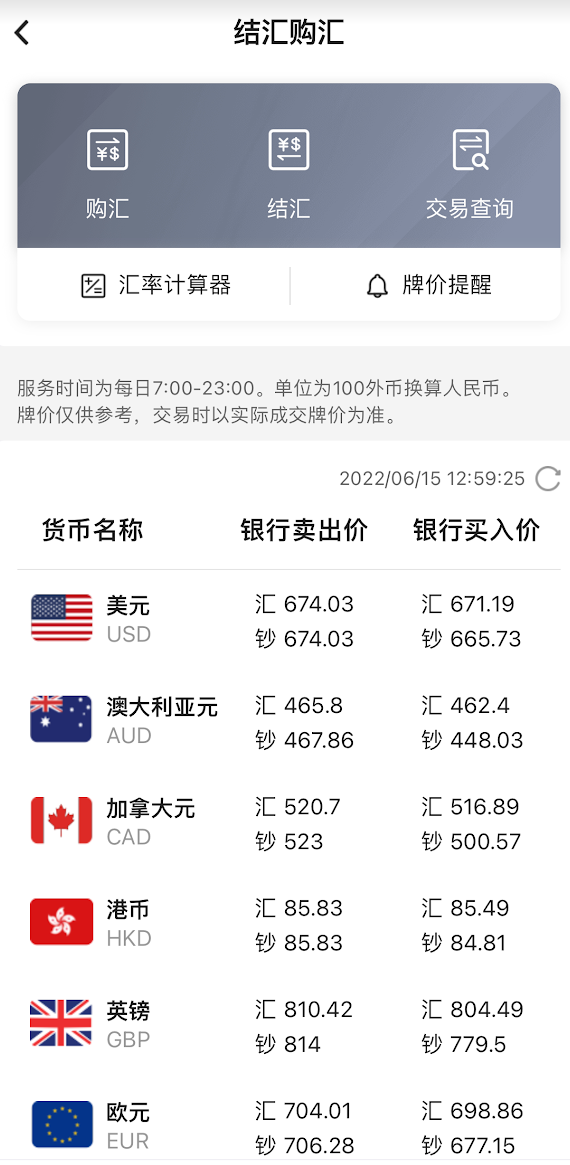 结汇购汇
¥$ ¥$
购汇 结汇 交易查询
汇率计算器 牌价提醒
服务时间为每日7:00-23:00。单位为100外币换算人民币。
牌价仅供参考，交易时以实际成交牌价为准。
2022/06/15 12:59:25
货币名称 银行卖出价 银行买入价
美元 汇 674.03 汇 671.19
USD 钞 674.03 钞 665.73
澳大利亚元 汇 465.8 汇 462.4
AUD 钞 467.86 钞 448.03
加拿大元 汇 520.7 汇 516.89
CAD 钞 523 钞 500.57
港币 汇 85.83 汇 85.49
HKD 钞 85.83 钞 84.81
英镑 汇 810.42 汇 804.49
GBP 钞 814 钞 779.5
欧元 汇 704.01 汇 698.86
EUR 钞 706.28 钞 677.15